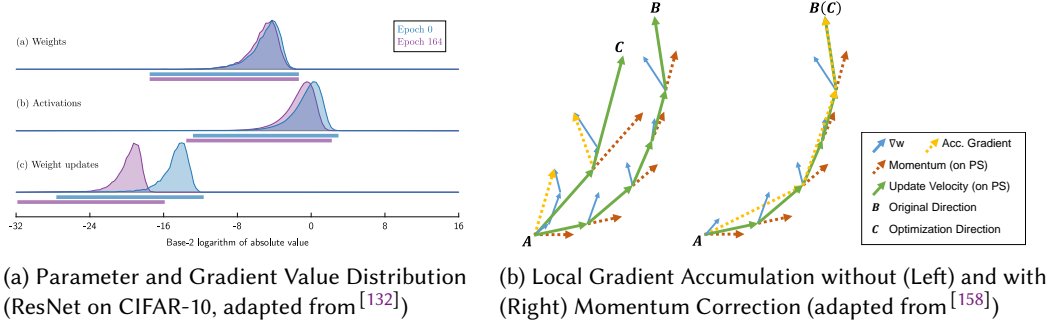 (a) Weights
Epoch 0
Epoch 164
(b) Activations
(c) Weight updates
-32 -24 -16 -8 0 8 16
Base-2 logarithm of absolute value
(a) Parameter and Gradient Value Distribution
(ResNet on CIFAR-10, adapted from [132])
B
C
A
B(C)
A
∇w Acc. Gradient
Momentum (on PS)
Update Velocity (on PS)
B Original Direction
C Optimization Direction
(b) Local Gradient Accumulation without (Left) and with
(Right) Momentum Correction (adapted from [158])